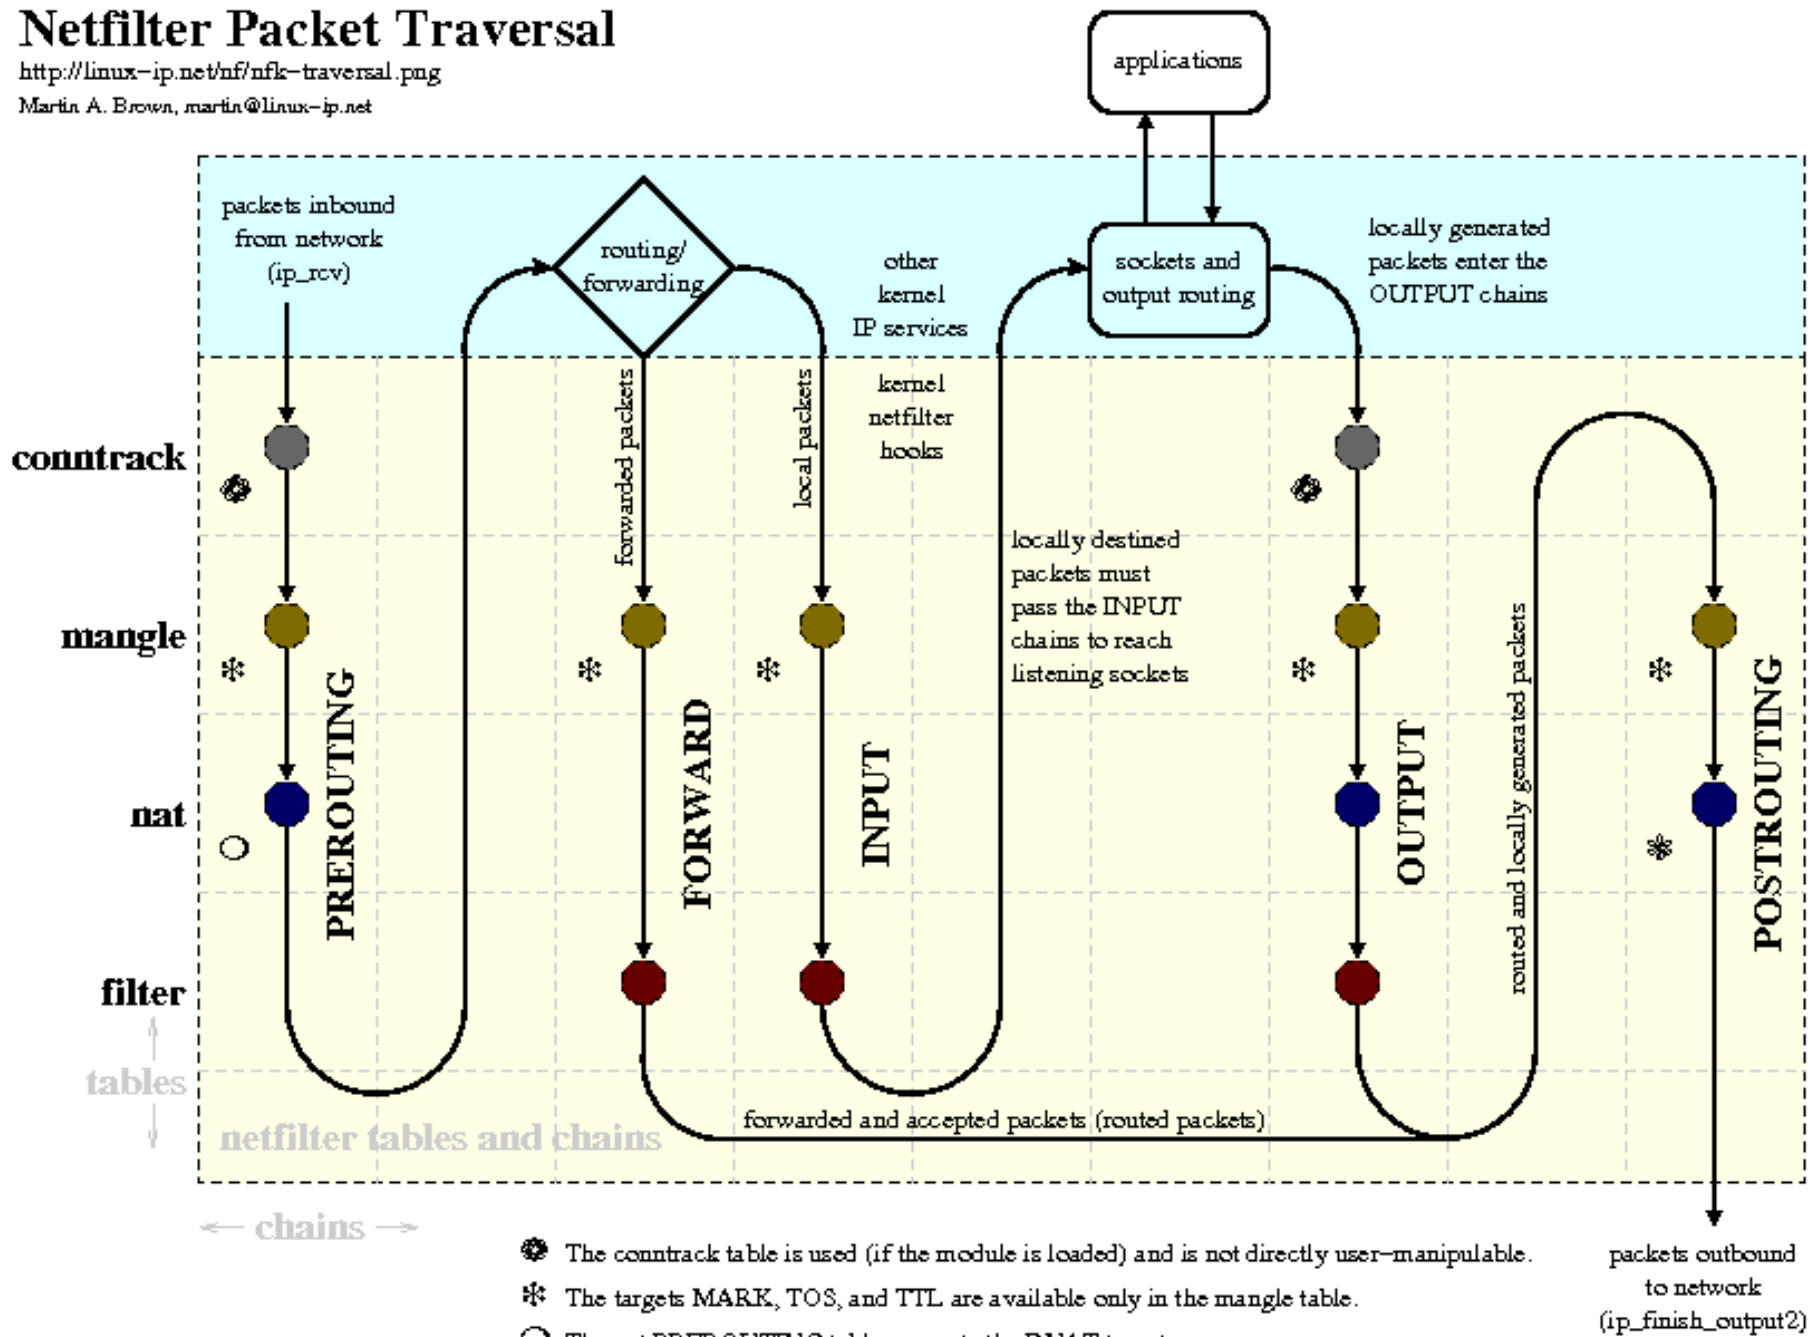 Netfilter Packet Traversal
http://linux-ip.net/nf/nfk-traversal.png
Martin A. Brown, martin@linux-ip.net
applications
packets inbound
from network
(ip_rcv)
routing/
forwarding
other
kernel
IP services
sockets and
output routing
locally generated
packets enter the
OUTPUT chains
kernel
netfilter
hooks
forwarded packets
local packets
conntrack
mangle
nat
filter
tables
locally destined
packets must
pass the INPUT
chains to reach
listening sockets
PREROUTING
FORWARD
INPUT
OUTPUT
routed and locally generated packets
POSTROUTING
forwarded and accepted packets (routed packets)
netfilter tables and chains
chains
The conntrack table is used (if the module is loaded) and is not directly user-manipulable.
The targets MARK, TOS, and TTL are available only in the mangle table.
packets outbound
to network
(ip_finish_output2)